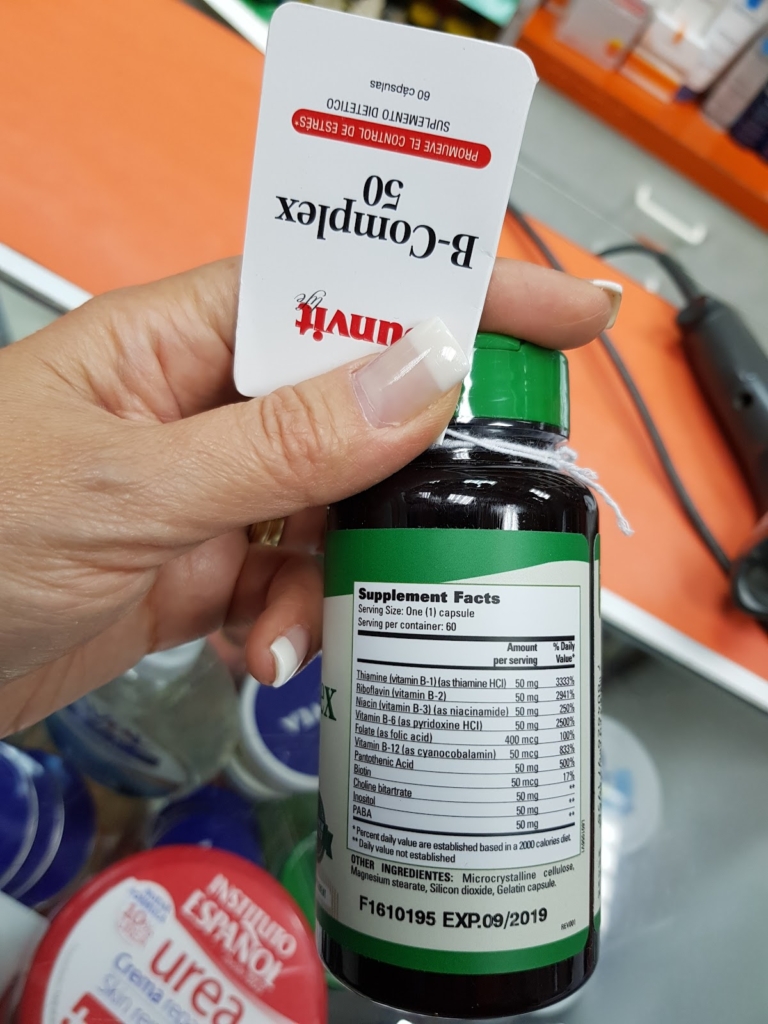 sunvit
life
B-Complex
50
PROMUEVE EL CONTROL DE ESTRÉS*
SUPLEMENTO DIETÉTICO
60 cápsulas
Supplement Facts
Serving Size: One (1) capsule
Serving per container: 60
Amount per serving % Daily Value*
Thiamine (vitamin B-1) (as thiamine HCl) 50 mg 3333%
Riboflavin (vitamin B-2) 50 mg 2941%
Niacin (vitamin B-3) (as niacinamide) 50 mg 250%
Vitamin B-6 (as pyridoxine HCl) 50 mg 2500%
Folate (as folic acid) 400 mcg 100%
Vitamin B-12 (as cyanocobalamin) 50 mcg 833%
Pantothenic Acid 50 mg 500%
Biotin 50 mcg 17%
Choline bitartrate 50 mg **
Inositol 50 mg **
PABA 50 mg **
* Percent daily value are established based in a 2000 calories diet.
** Daily value not established
OTHER INGREDIENTES: Microcrystalline cellulose,
Magnesium stearate, Silicon dioxide, Gelatin capsule.
F1610195 EXP.09/2019
REV001
INSTITUTO
ESPAÑOL
urea
Crema
Skin